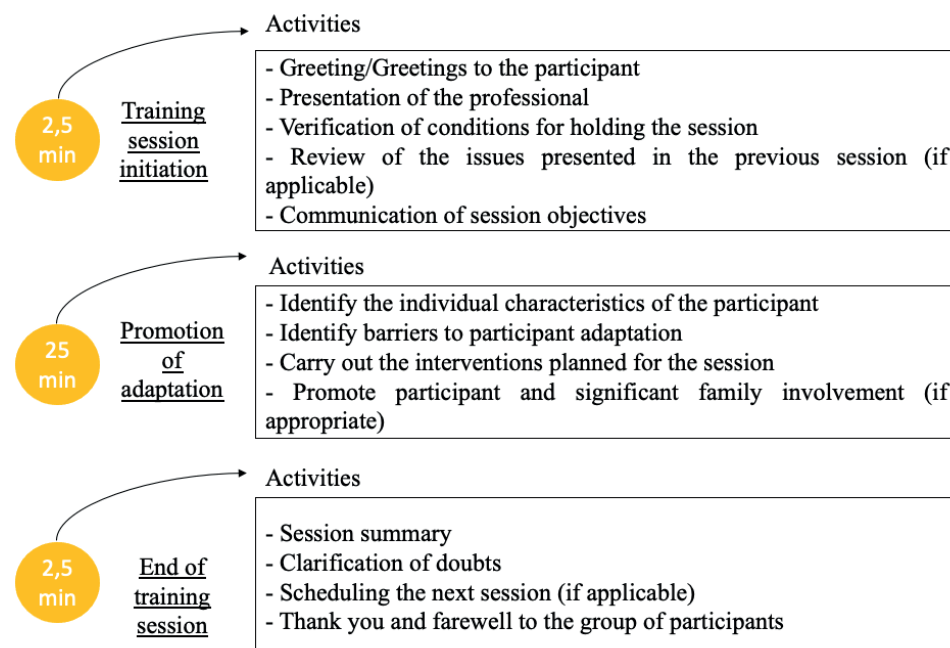 Activities
2,5
min
Training
session
initiation
- Greeting/Greetings to the participant
- Presentation of the professional
- Verification of conditions for holding the session
- Review of the issues presented in the previous session (if
applicable)
- Communication of session objectives
Activities
25
min
Promotion
of
adaptation
- Identify the individual characteristics of the participant
- Identify barriers to participant adaptation
- Carry out the interventions planned for the session
- Promote participant and significant family involvement (if
appropriate)
Activities
2,5
min
End of
training
session
- Session summary
- Clarification of doubts
- Scheduling the next session (if applicable)
- Thank you and farewell to the group of participants